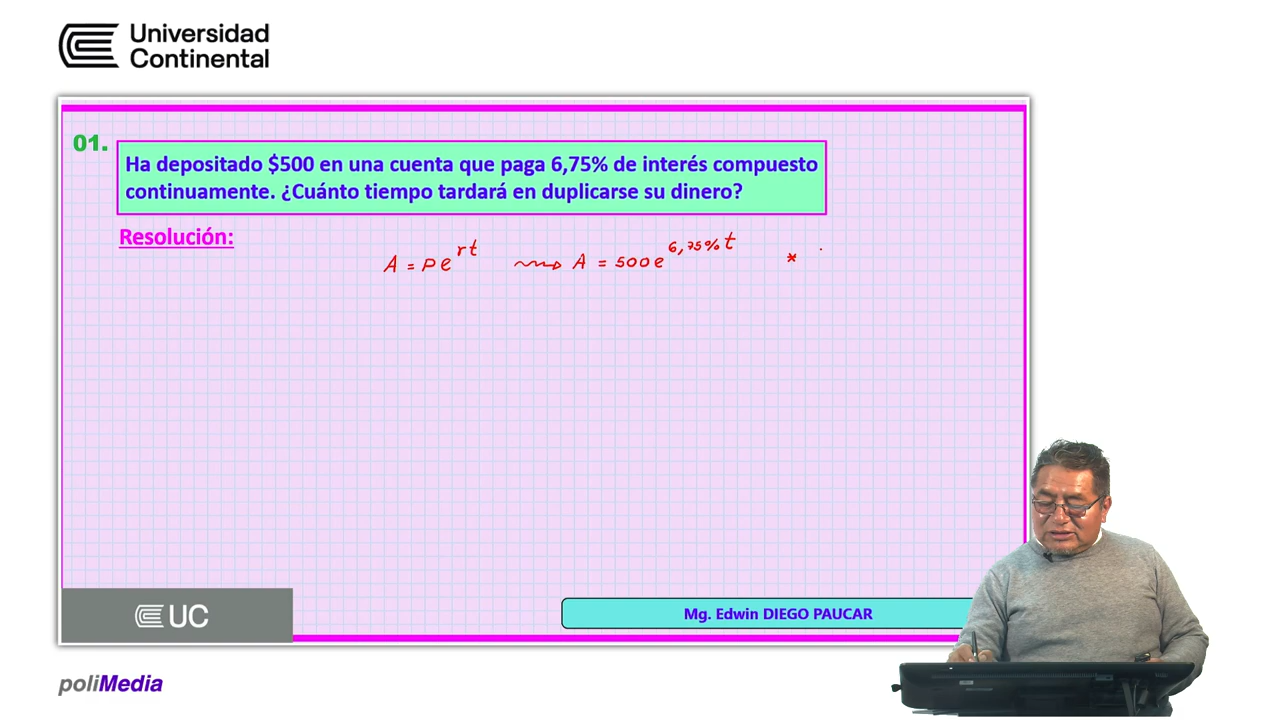 Universidad
Continental
01.
Ha depositado $500 en una cuenta que paga 6,75% de interés compuesto
continuamente. ¿Cuánto tiempo tardará en duplicarse su dinero?
Resolución:
A = Pe^rt ⟿ A = 500e^6,75% t *
UC
Mg. Edwin DIEGO PAUCAR
poliMedia